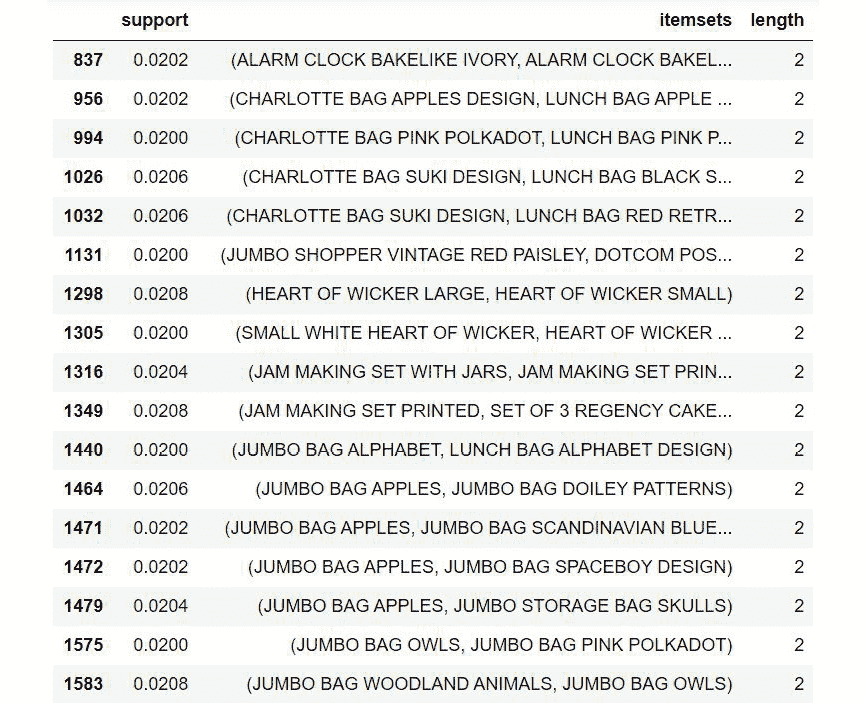 support itemsets length
837 0.0202 (ALARM CLOCK BAKELIKE IVORY, ALARM CLOCK BAKEL... 2
956 0.0202 (CHARLOTTE BAG APPLES DESIGN, LUNCH BAG APPLE ... 2
994 0.0200 (CHARLOTTE BAG PINK POLKADOT, LUNCH BAG PINK P... 2
1026 0.0206 (CHARLOTTE BAG SUKI DESIGN, LUNCH BAG BLACK S... 2
1032 0.0206 (CHARLOTTE BAG SUKI DESIGN, LUNCH BAG RED RETR... 2
1131 0.0200 (JUMBO SHOPPER VINTAGE RED PAISLEY, DOTCOM POS... 2
1298 0.0208 (HEART OF WICKER LARGE, HEART OF WICKER SMALL) 2
1305 0.0200 (SMALL WHITE HEART OF WICKER, HEART OF WICKER ... 2
1316 0.0204 (JAM MAKING SET WITH JARS, JAM MAKING SET PRIN... 2
1349 0.0208 (JAM MAKING SET PRINTED, SET OF 3 REGENCY CAKE... 2
1440 0.0200 (JUMBO BAG ALPHABET, LUNCH BAG ALPHABET DESIGN) 2
1464 0.0206 (JUMBO BAG APPLES, JUMBO BAG DOILEY PATTERNS) 2
1471 0.0202 (JUMBO BAG APPLES, JUMBO BAG SCANDINAVIAN BLUE... 2
1472 0.0202 (JUMBO BAG APPLES, JUMBO BAG SPACEBOY DESIGN) 2
1479 0.0204 (JUMBO BAG APPLES, JUMBO STORAGE BAG SKULLS) 2
1575 0.0200 (JUMBO BAG OWLS, JUMBO BAG PINK POLKADOT) 2
1583 0.0208 (JUMBO BAG WOODLAND ANIMALS, JUMBO BAG OWLS) 2